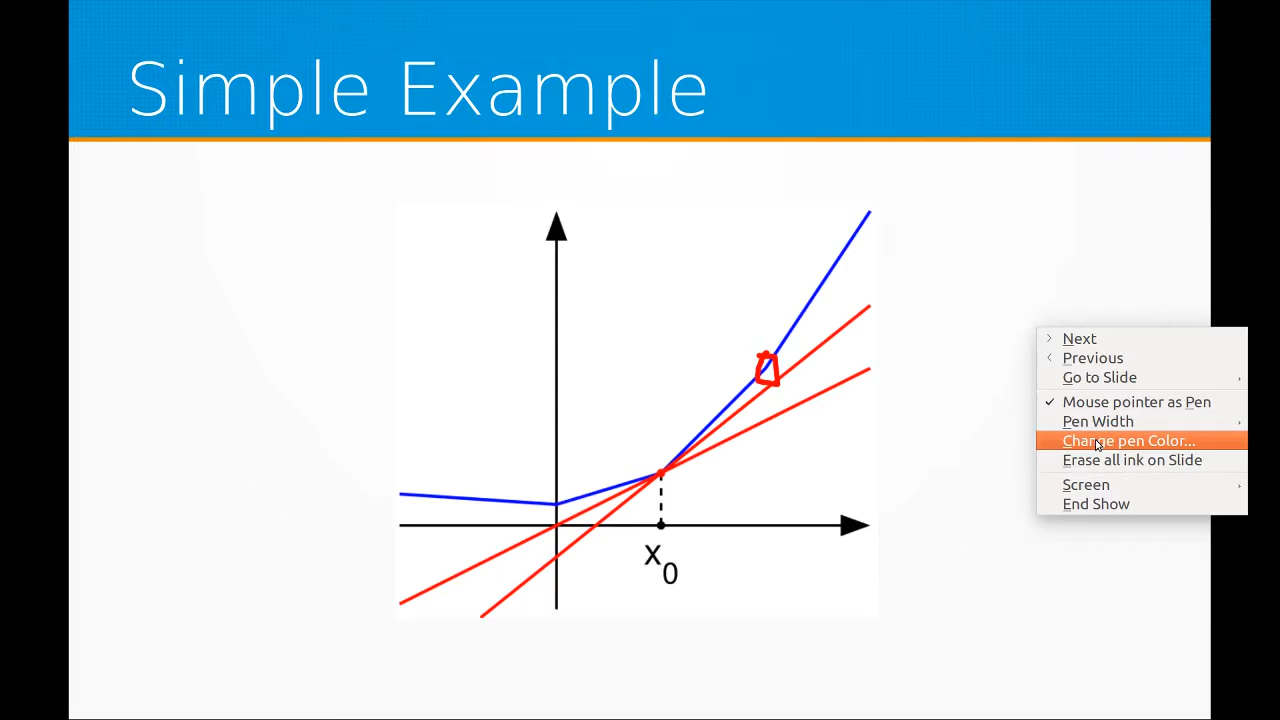 Simple Example
x0
Next
Previous
Go to Slide
Mouse pointer as Pen
Pen Width
Change pen Color...
Erase all ink on Slide
Screen
End Show